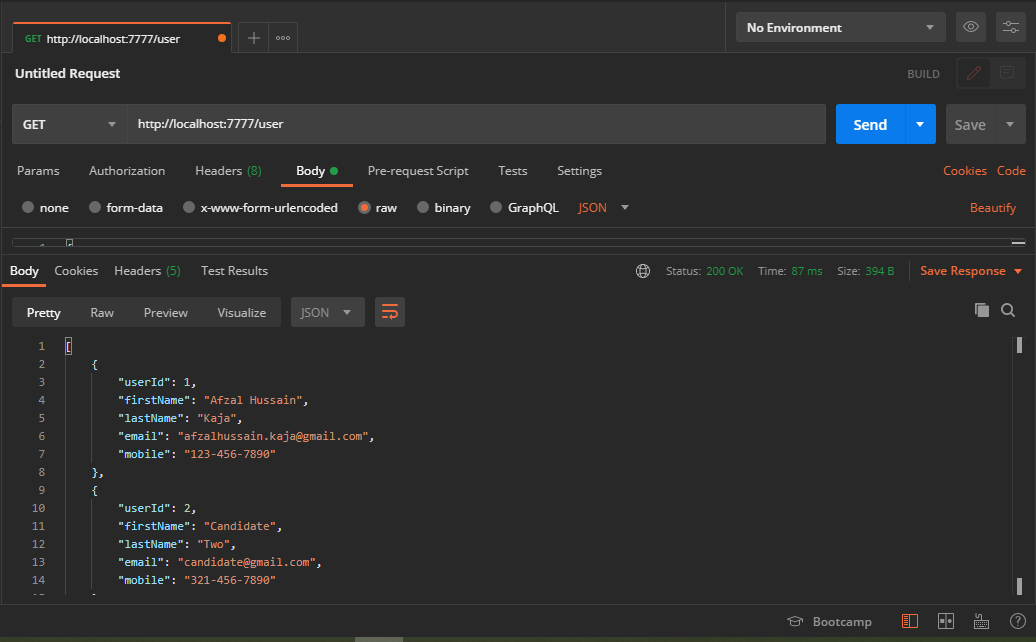 GET http://localhost:7777/user
No Environment
Untitled Request
BUILD
GET http://localhost:7777/user Send Save
Params Authorization Headers (8) Body Pre-request Script Tests Settings Cookies Code
none form-data x-www-form-urlencoded raw binary GraphQL JSON Beautify
Body Cookies Headers (5) Test Results Status: 200 OK Time: 87 ms Size: 394 B Save Response
Pretty Raw Preview Visualize JSON
1 [
2 {
3 "userId": 1,
4 "firstName": "Afzal Hussain",
5 "lastName": "Kaja",
6 "email": "afzalhussain.kaja@gmail.com",
7 "mobile": "123-456-7890"
8 },
9 {
10 "userId": 2,
11 "firstName": "Candidate",
12 "lastName": "Two",
13 "email": "candidate@gmail.com",
14 "mobile": "321-456-7890"
Bootcamp